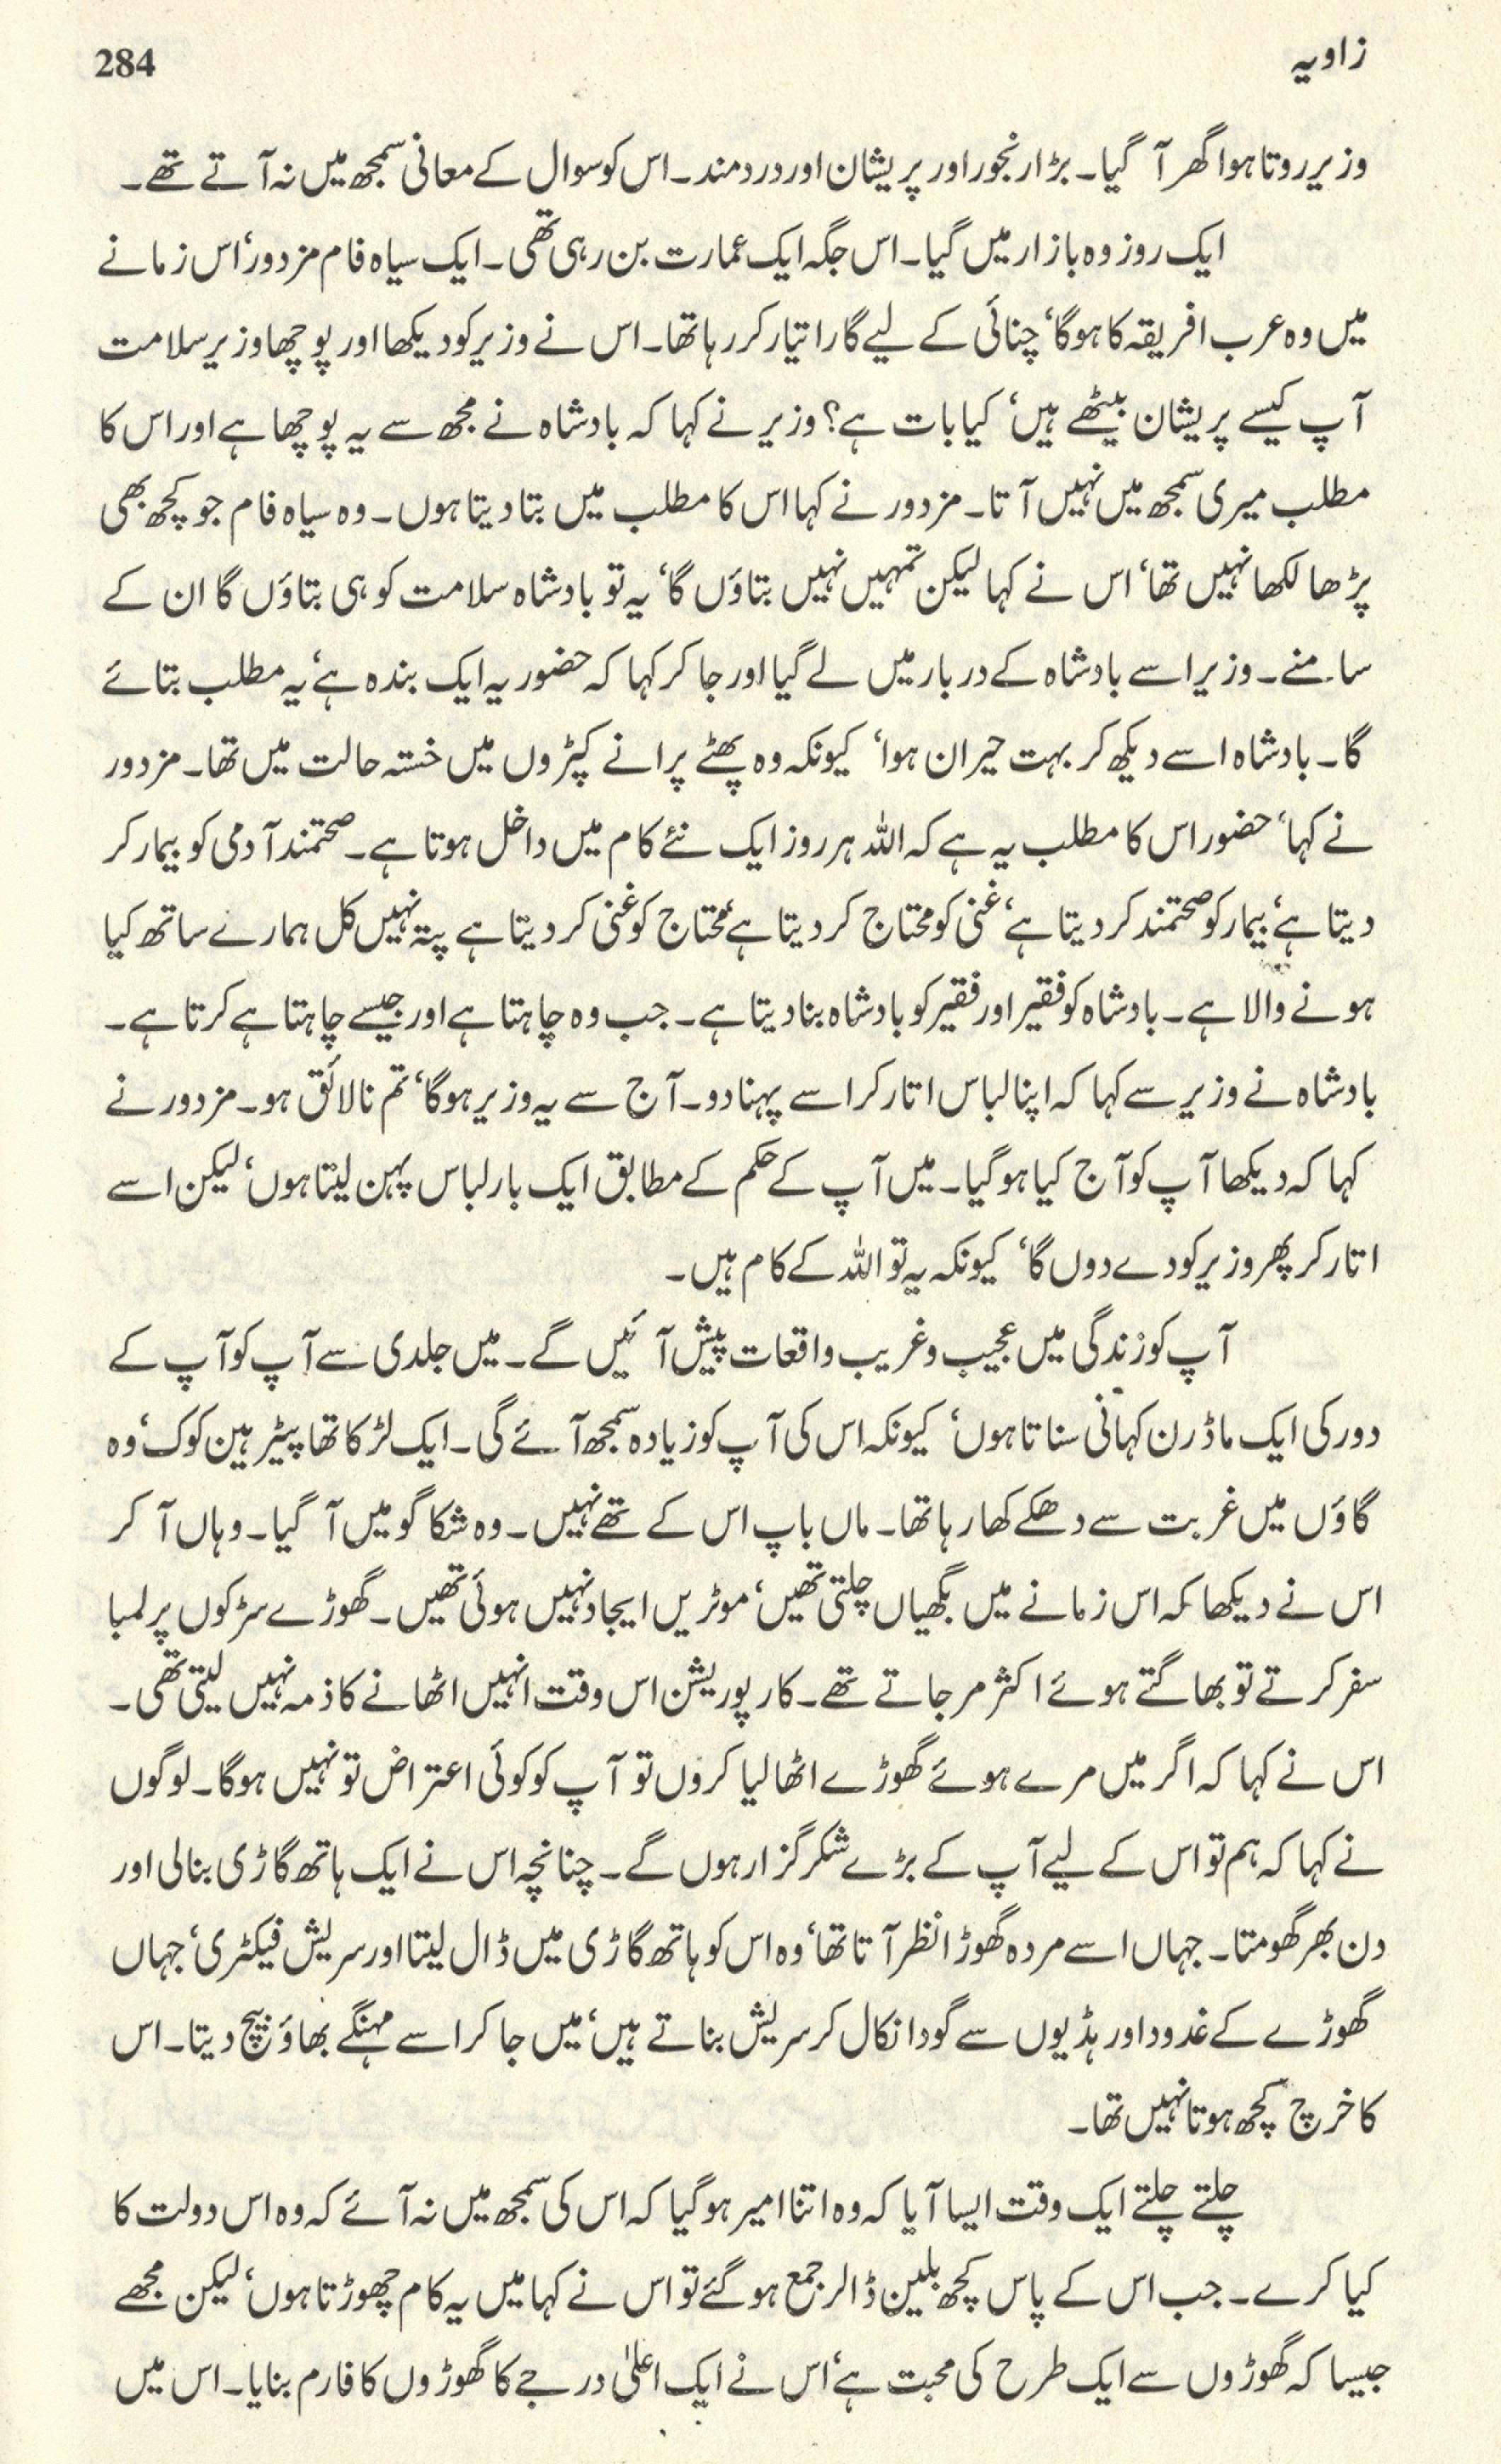 زاویہ 284
وزیر روتا ہوا گھر آ گیا۔ بڑا رنجور اور پریشان اور دردمند۔ اس کو سوال کے معانی سمجھ میں نہ آتے تھے۔
ایک روز وہ بازار میں گیا۔ اس جگہ ایک عمارت بن رہی تھی۔ ایک سیاہ فام مزدور‘ اس زمانے
میں وہ عرب افریقہ کا ہوگا‘ چنائی کے لیے گارا تیار کر رہا تھا۔ اس نے وزیر کو دیکھا اور پوچھا وزیر سلامت
آپ کیسے پریشان بیٹھے ہیں‘ کیا بات ہے؟ وزیر نے کہا کہ بادشاہ نے مجھ سے یہ پوچھا ہے اور اس کا
مطلب میری سمجھ میں نہیں آتا۔ مزدور نے کہا اس کا مطلب میں بتا دیتا ہوں۔ وہ سیاہ فام جو کچھ بھی
پڑھا لکھا نہیں تھا‘ اس نے کہا لیکن تمہیں نہیں بتاؤں گا‘ یہ تو بادشاہ سلامت کو ہی بتاؤں گا ان کے
سامنے۔ وزیر اسے بادشاہ کے دربار میں لے گیا اور جا کر کہا کہ حضور یہ ایک بندہ ہے‘ یہ مطلب بتائے
گا۔ بادشاہ اسے دیکھ کر بہت حیران ہوا‘ کیونکہ وہ پھٹے پرانے کپڑوں میں خستہ حالت میں تھا۔ مزدور
نے کہا‘ حضور اس کا مطلب یہ ہے کہ اللہ ہر روز ایک نئے کام میں داخل ہوتا ہے۔ صحتمند آدمی کو بیمار کر
دیتا ہے‘ بیمار کو صحتمند کر دیتا ہے‘ غنی کو محتاج کر دیتا ہے‘ محتاج کو غنی کر دیتا ہے پتہ نہیں کل ہمارے ساتھ کیا
ہونے والا ہے۔ بادشاہ کو فقیر اور فقیر کو بادشاہ بنا دیتا ہے۔ جب وہ چاہتا ہے اور جیسے چاہتا ہے کرتا ہے۔
بادشاہ نے وزیر سے کہا کہ اپنا لباس اتار کر اسے پہنا دو۔ آج سے یہ وزیر ہوگا‘ تم نالائق ہو۔ مزدور نے
کہا کہ دیکھا آپ کو آج کیا ہو گیا۔ میں آپ کے حکم کے مطابق ایک بار لباس پہن لیتا ہوں‘ لیکن اسے
اتار کر پھر وزیر کو دے دوں گا‘ کیونکہ یہ تو اللہ کے کام ہیں۔
آپ کو زندگی میں عجیب و غریب واقعات پیش آئیں گے۔ میں جلدی سے آپ کو آپ کے
دور کی ایک ماڈرن کہانی سناتا ہوں‘ کیونکہ اس کی آپ کو زیادہ سمجھ آئے گی۔ ایک لڑکا تھا پیٹر ہین کوک‘ وہ
گاؤں میں غربت سے دھکے کھا رہا تھا۔ ماں باپ اس کے تھے نہیں۔ وہ شکاگو میں آ گیا۔ وہاں آ کر
اس نے دیکھا کہ اس زمانے میں بگھیاں چلتی تھیں‘ موٹریں ایجاد نہیں ہوئی تھیں۔ گھوڑے سڑکوں پر لمبا
سفر کرتے تو بھاگتے ہوئے اکثر مر جاتے تھے۔ کارپوریشن اس وقت انہیں اٹھانے کا ذمہ نہیں لیتی تھی۔
اس نے کہا کہ اگر میں مرے ہوئے گھوڑے اٹھا لیا کروں تو آپ کو کوئی اعتراض تو نہیں ہوگا۔ لوگوں
نے کہا کہ ہم تو اس کے لیے آپ کے بڑے شکر گزار ہوں گے۔ چنانچہ اس نے ایک ہاتھ گاڑی بنا لی اور
دن بھر گھومتا۔ جہاں اسے مردہ گھوڑا نظر آتا تھا‘ وہ اس کو ہاتھ گاڑی میں ڈال لیتا اور سریش فیکٹری‘ جہاں
گھوڑے کے غدود اور ہڈیوں سے گودا نکال کر سریش بناتے ہیں‘ میں جا کر اسے مہنگے بھاؤ بیچ دیتا۔ اس
کا خرچ کچھ ہوتا نہیں تھا۔
چلتے چلتے ایک وقت ایسا آیا کہ وہ اتنا امیر ہو گیا کہ اس کی سمجھ میں نہ آئے کہ وہ اس دولت کا
کیا کرے۔ جب اس کے پاس کچھ بلین ڈالر جمع ہو گئے تو اس نے کہا میں یہ کام چھوڑتا ہوں‘ لیکن مجھے
جیسا کہ گھوڑوں سے ایک طرح کی محبت ہے‘ اس نے ایک اعلیٰ درجے کا گھوڑوں کا فارم بنایا۔ اس میں